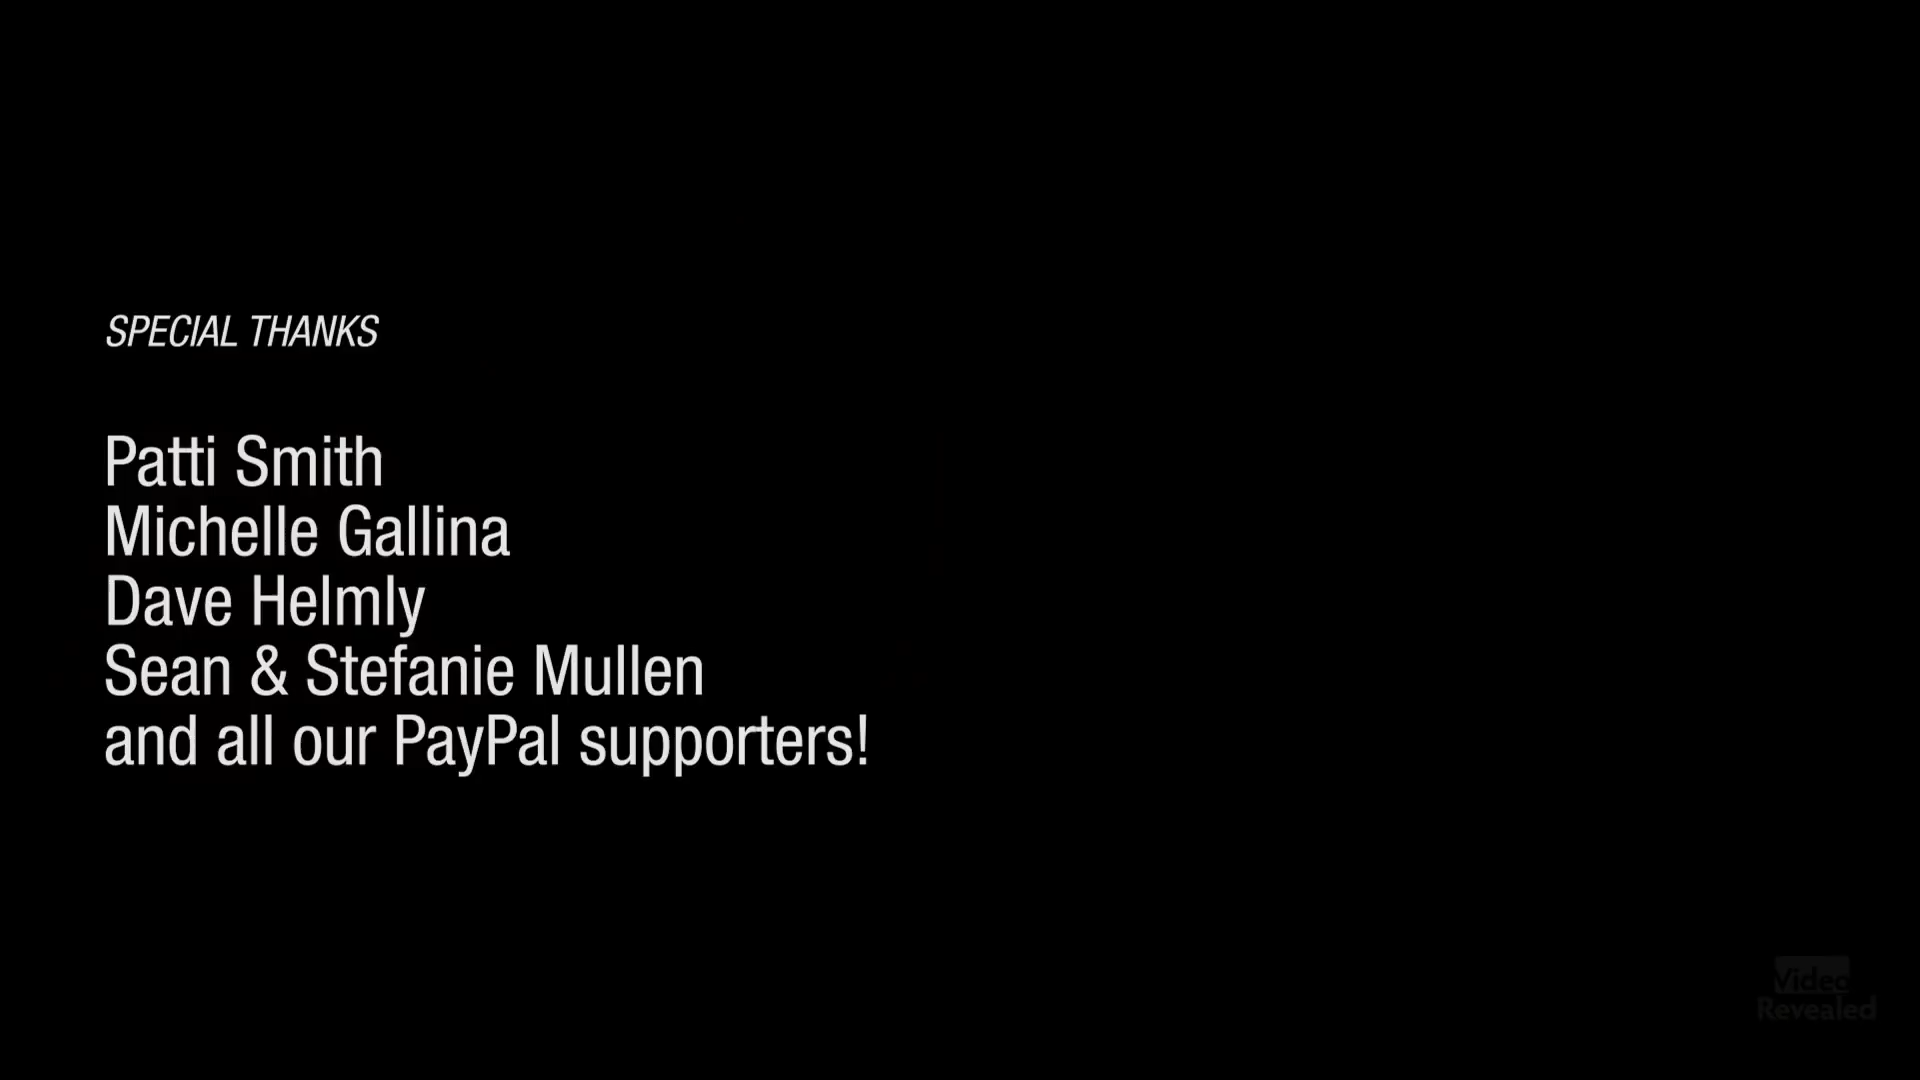 SPECIAL THANKS
Patti Smith
Michelle Gallina
Dave Helmly
Sean & Stefanie Mullen
and all our PayPal supporters!
Video
Revealed